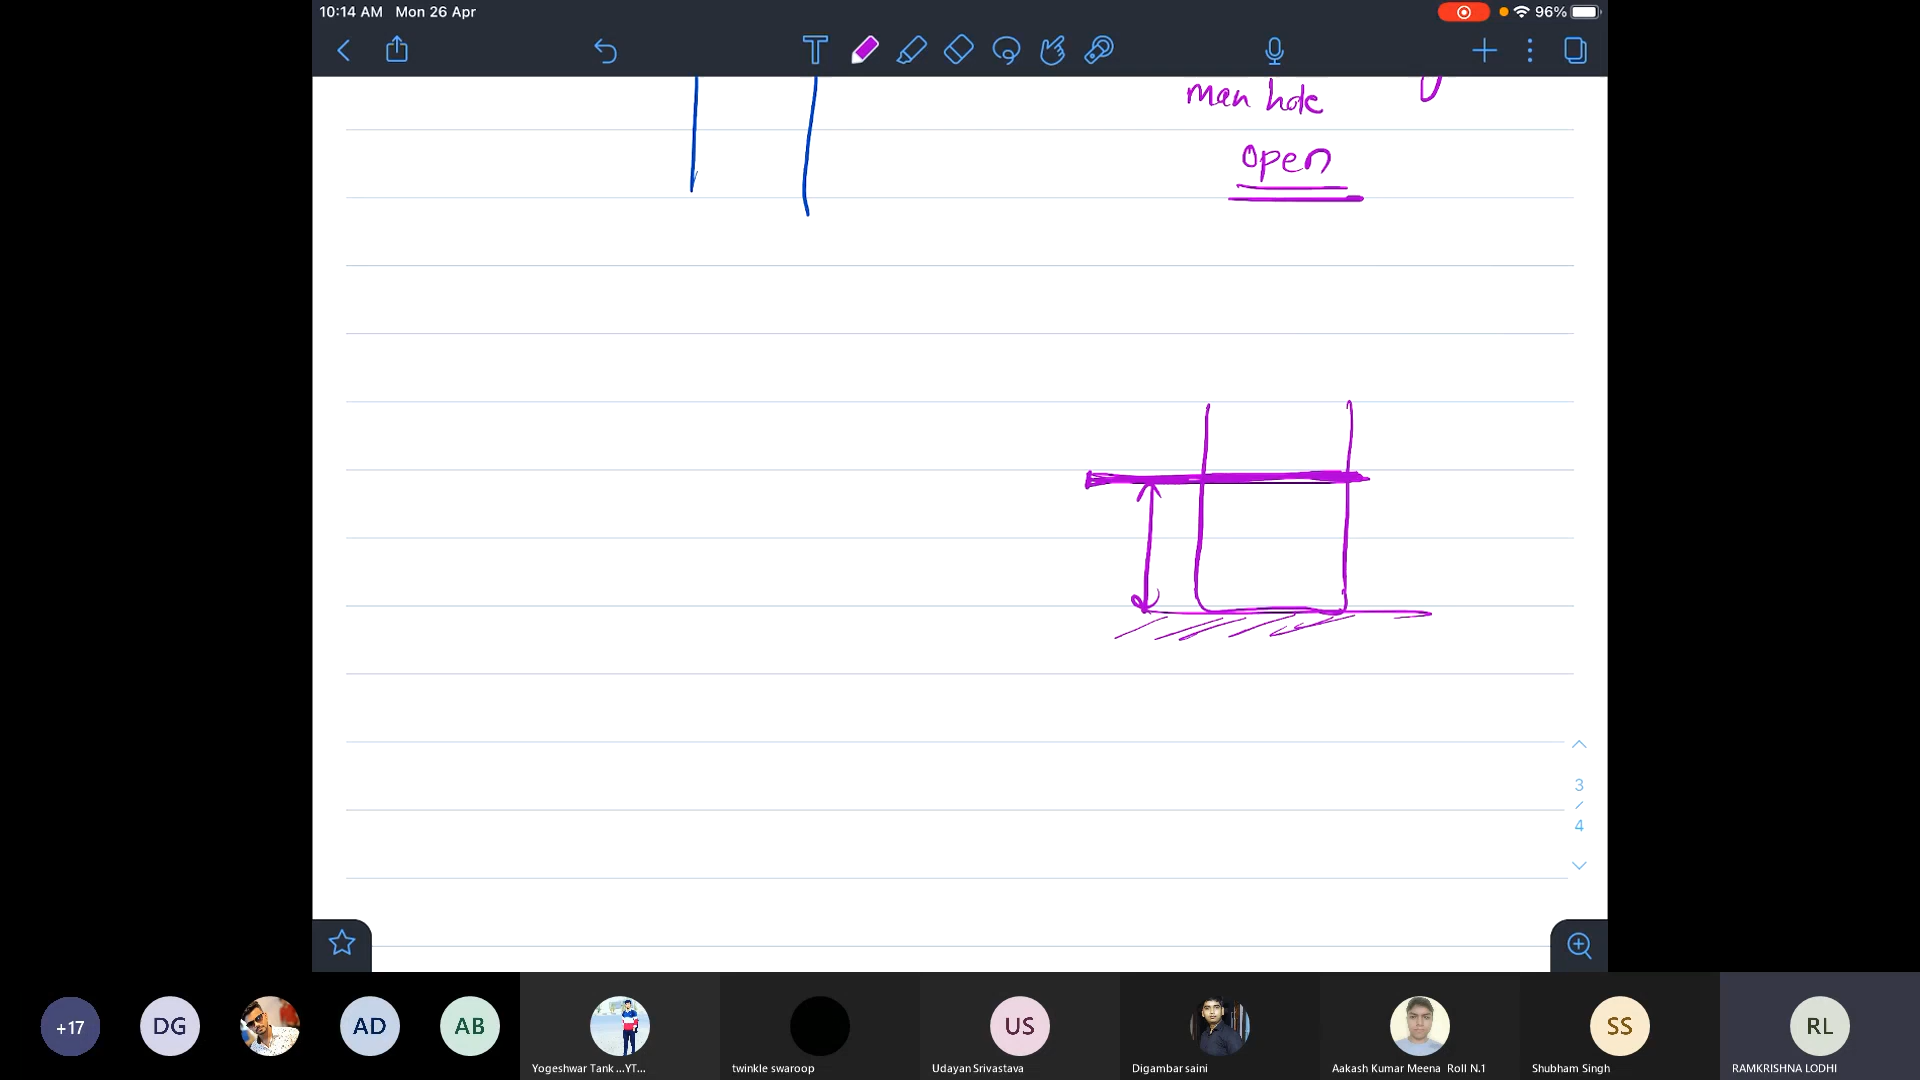 10:14 AM Mon 26 Apr
96%
T
Man hole
Open
3
/
4
+17
DG
AD
AB
US
SS
RL
Yogeshwar Tank ...YT...
twinkle swaroop
Udayan Srivastava
Digambar saini
Aakash Kumar Meena Roll N.1
Shubham Singh
RAMKRISHNA LODHI